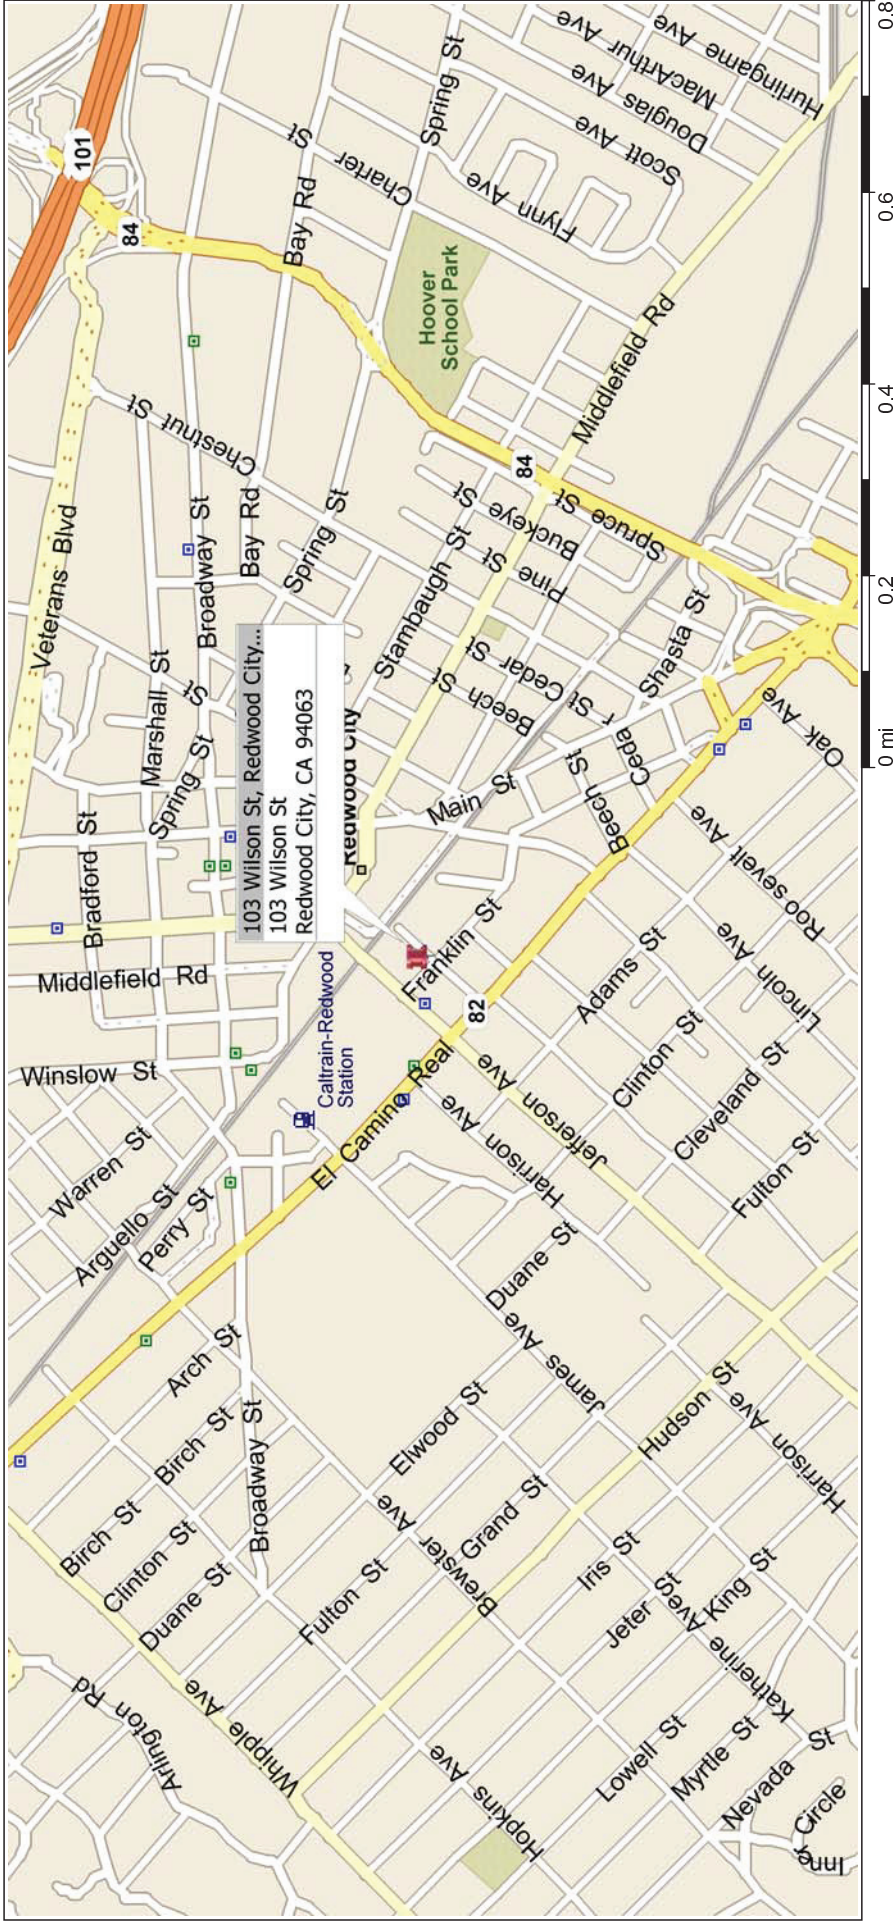 101
84
Veterans Blvd
Chestnut St
Marshall St
Broadway St
Bay Rd
Bay Rd
Charter St
Spring St
Spring St
Spring St
St
Hoover
School Park
Flynn Ave
Scott Ave
Douglas Ave
MacArthur Ave
Hurlingame Ave
Middlefield Rd
84
Spruce St
Buckeye St
Pine St
Stambaugh St
Cedar St
Beech St
Shasta St
Cedar St
Beech St
Main St
Oak Ave
Roosevelt Ave
Lincoln Ave
Redwood City
103 Wilson St, Redwood City...
103 Wilson St
Redwood City, CA 94063
Bradford St
Middlefield Rd
Winslow St
Caltrain-Redwood
Station
Franklin St
82
El Camino Real
Adams St
Clinton St
Cleveland St
Fulton St
Jefferson Ave
Harrison Ave
Duane St
James Ave
Warren St
Arguello St
Perry St
Arch St
Birch St
Broadway St
Birch St
Clinton St
Duane St
Fulton St
Elwood St
Grand St
Brewster Ave
Hudson St
Harrison Ave
Iris St
Jeter St
King St
Katherine Ave
Whipple Ave
Arlington Rd
Hopkins Ave
Lowell St
Myrtle St
Nevada St
Inner Circle
0 mi
0.2
0.4
0.6
0.8